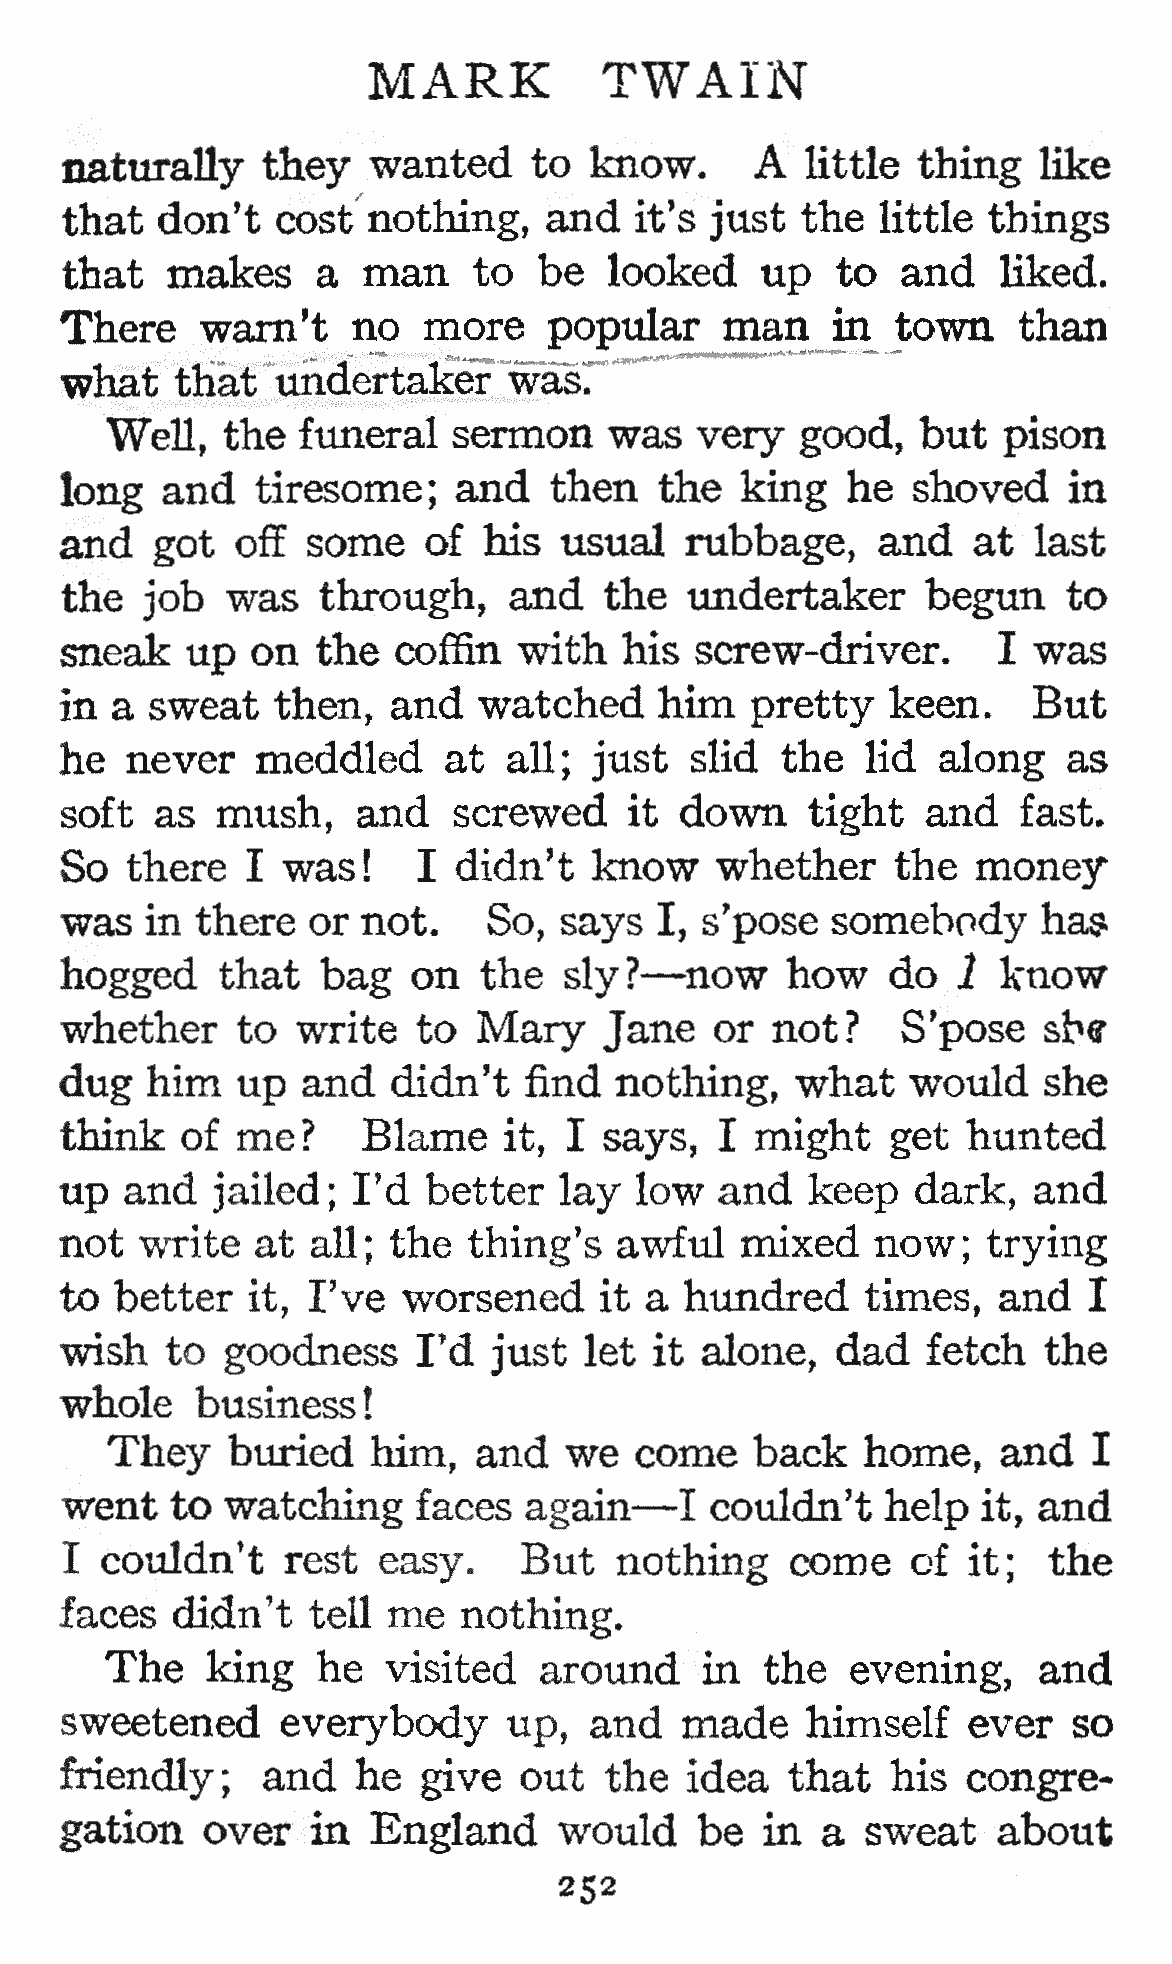 MARK TWAIN
naturally they wanted to know. A little thing like
that don't cost nothing, and it's just the little things
that makes a man to be looked up to and liked.
There warn't no more popular man in town than
what that undertaker was.
Well, the funeral sermon was very good, but pison
long and tiresome; and then the king he shoved in
and got off some of his usual rubbage, and at last
the job was through, and the undertaker begun to
sneak up on the coffin with his screw-driver. I was
in a sweat then, and watched him pretty keen. But
he never meddled at all; just slid the lid along as
soft as mush, and screwed it down tight and fast.
So there I was! I didn't know whether the money
was in there or not. So, says I, s'pose somebody has
hogged that bag on the sly?—now how do I know
whether to write to Mary Jane or not? S'pose she
dug him up and didn't find nothing, what would she
think of me? Blame it, I says, I might get hunted
up and jailed; I'd better lay low and keep dark, and
not write at all; the thing's awful mixed now; trying
to better it, I've worsened it a hundred times, and I
wish to goodness I'd just let it alone, dad fetch the
whole business!
They buried him, and we come back home, and I
went to watching faces again—I couldn't help it, and
I couldn't rest easy. But nothing come of it; the
faces didn't tell me nothing.
The king he visited around in the evening, and
sweetened everybody up, and made himself ever so
friendly; and he give out the idea that his congre-
gation over in England would be in a sweat about
252